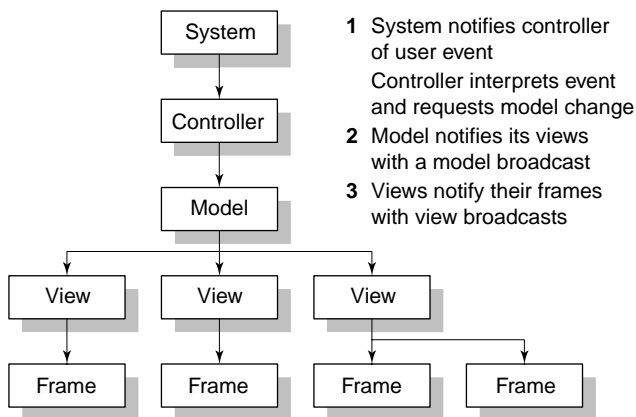 System
Controller
Model
View View View
Frame Frame Frame Frame
1 System notifies controller
of user event
Controller interprets event
and requests model change
2 Model notifies its views
with a model broadcast
3 Views notify their frames
with view broadcasts